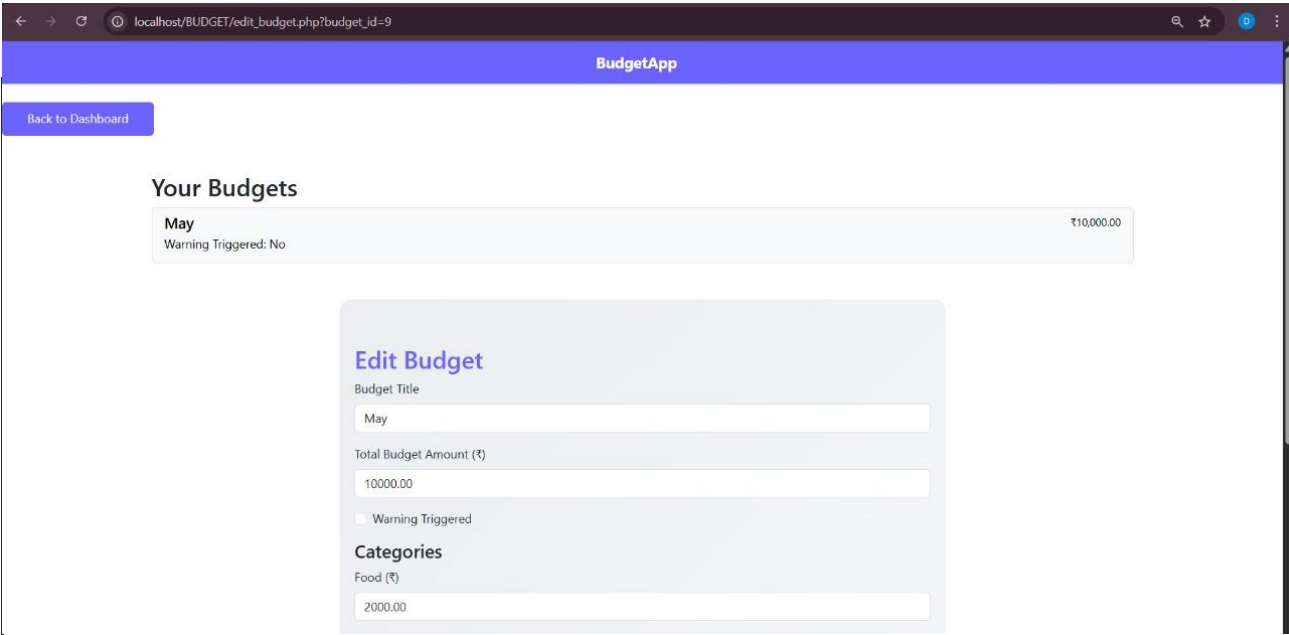 localhost/BUDGET/edit_budget.php?budget_id=9
D
BudgetApp
Back to Dashboard
Your Budgets
May
₹10,000.00
Warning Triggered: No
Edit Budget
Budget Title
May
Total Budget Amount (₹)
10000.00
Warning Triggered
Categories
Food (₹)
2000.00